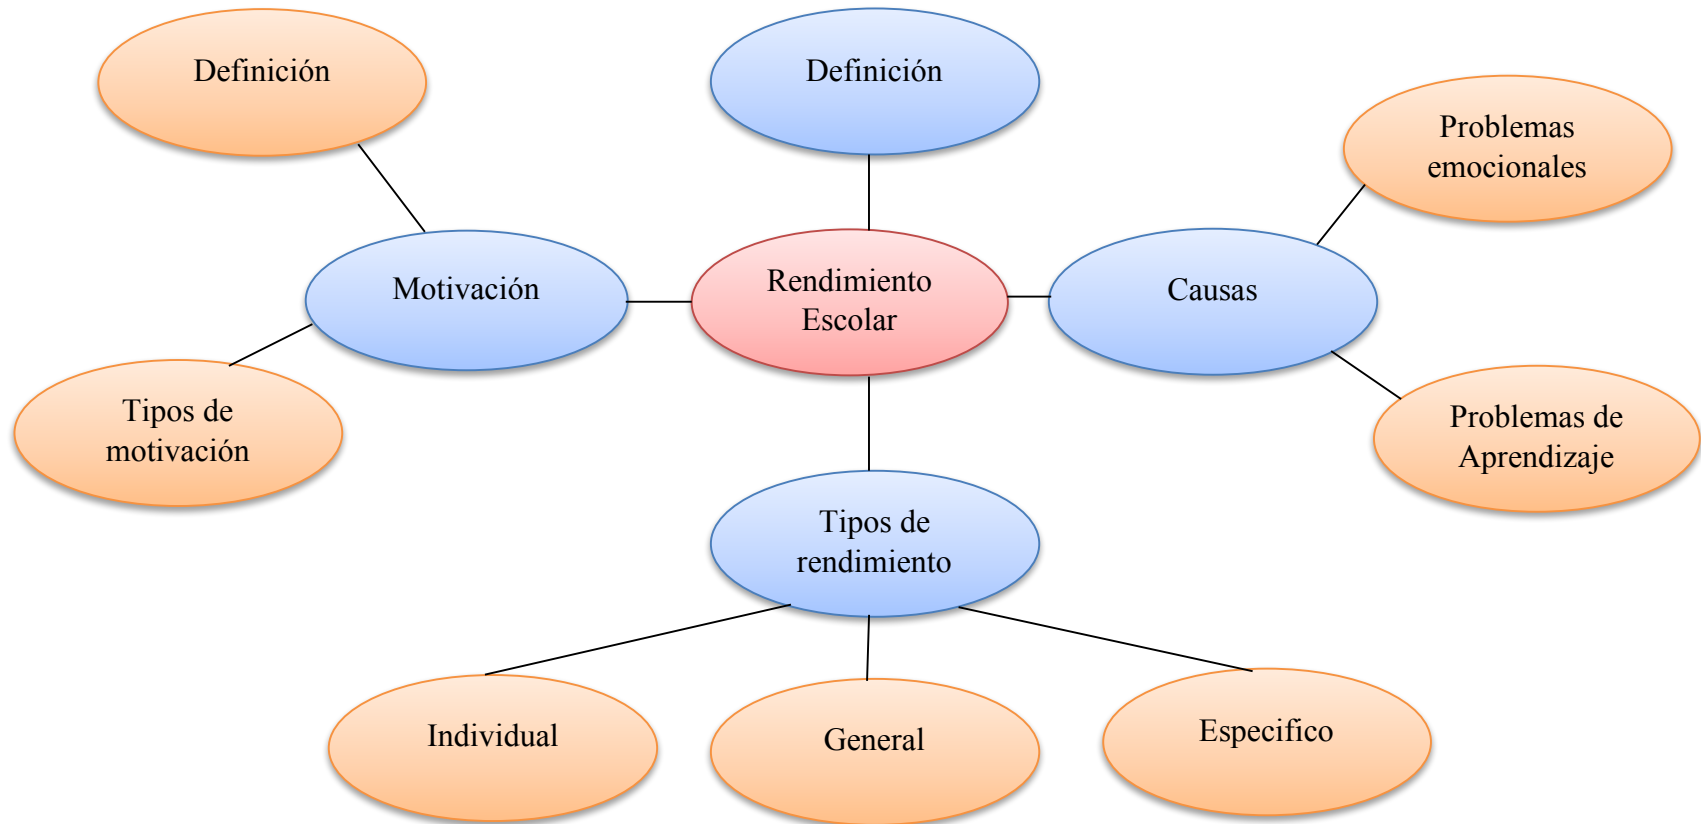 Definición
Definición
Problemas
emocionales
Motivación
Rendimiento
Escolar
Causas
Tipos de
motivación
Problemas de
Aprendizaje
Tipos de
rendimiento
Individual
General
Especifico